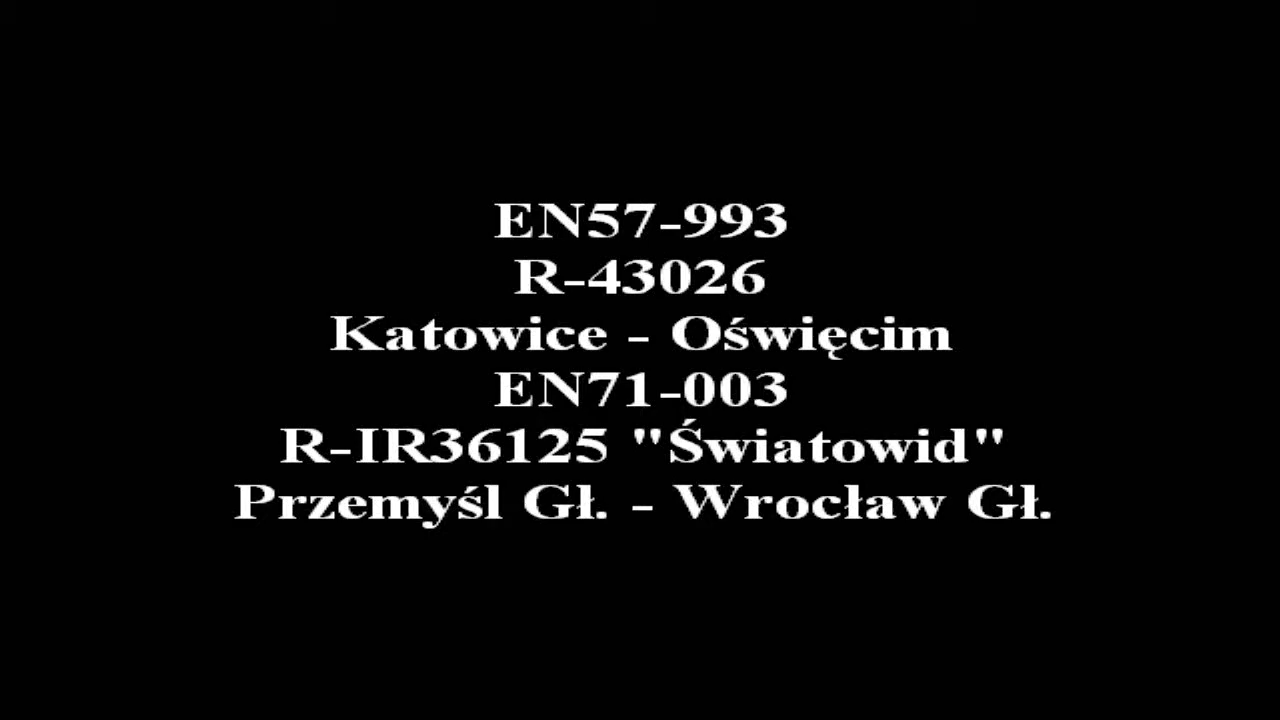 EN57-993
R-43026
Katowice - Oświęcim
EN71-003
R-IR36125 "Światowid"
Przemyśl Gł. - Wrocław Gł.